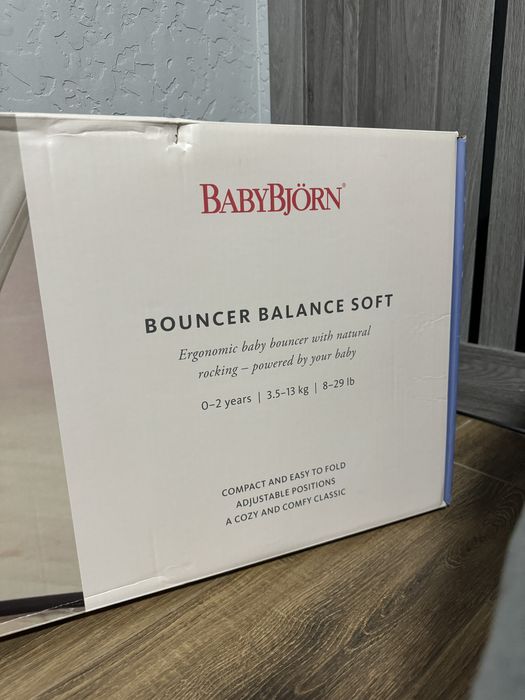 BABYBJÖRN®
BOUNCER BALANCE SOFT
Ergonomic baby bouncer with natural
rocking – powered by your baby
0–2 years | 3.5–13 kg | 8–29 lb
COMPACT AND EASY TO FOLD
ADJUSTABLE POSITIONS
A COZY AND COMFY CLASSIC